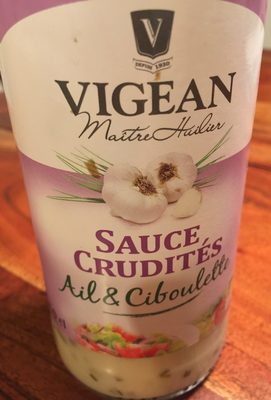 V
DEPUIS 1930
VIGEAN
Maître Huilier
SAUCE
CRUDITÉS
Ail & Ciboulette